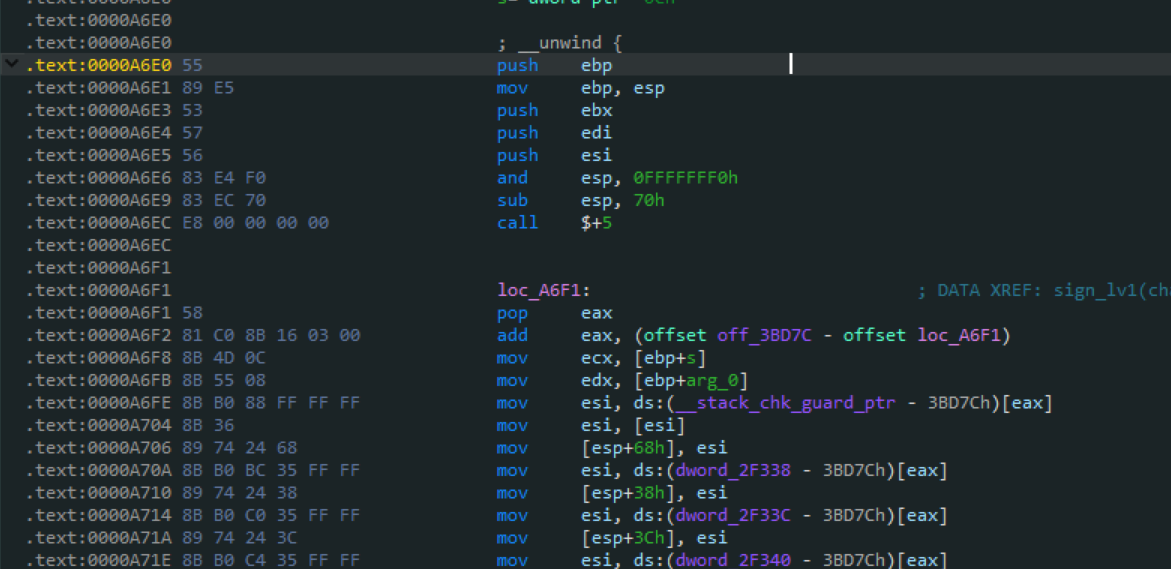 .text:0000A6E0 s= dword ptr  0Ch
.text:0000A6E0
.text:0000A6E0 ; __unwind {
.text:0000A6E0 55 push ebp
.text:0000A6E1 89 E5 mov ebp, esp
.text:0000A6E3 53 push ebx
.text:0000A6E4 57 push edi
.text:0000A6E5 56 push esi
.text:0000A6E6 83 E4 F0 and esp, 0FFFFFFF0h
.text:0000A6E9 83 EC 70 sub esp, 70h
.text:0000A6EC E8 00 00 00 00 call $+5
.text:0000A6EC
.text:0000A6F1
.text:0000A6F1 loc_A6F1: ; DATA XREF: sign_lv1(cha
.text:0000A6F1 58 pop eax
.text:0000A6F2 81 C0 8B 16 03 00 add eax, (offset off_3BD7C - offset loc_A6F1)
.text:0000A6F8 8B 4D 0C mov ecx, [ebp+s]
.text:0000A6FB 8B 55 08 mov edx, [ebp+arg_0]
.text:0000A6FE 8B B0 88 FF FF FF mov esi, ds:(__stack_chk_guard_ptr - 3BD7Ch)[eax]
.text:0000A704 8B 36 mov esi, [esi]
.text:0000A706 89 74 24 68 mov [esp+68h], esi
.text:0000A70A 8B B0 BC 35 FF FF mov esi, ds:(dword_2F338 - 3BD7Ch)[eax]
.text:0000A710 89 74 24 38 mov [esp+38h], esi
.text:0000A714 8B B0 C0 35 FF FF mov esi, ds:(dword_2F33C - 3BD7Ch)[eax]
.text:0000A71A 89 74 24 3C mov [esp+3Ch], esi
.text:0000A71E 8B B0 C4 35 FF FF mov esi, ds:(dword_2F340 - 3BD7Ch)[eax]